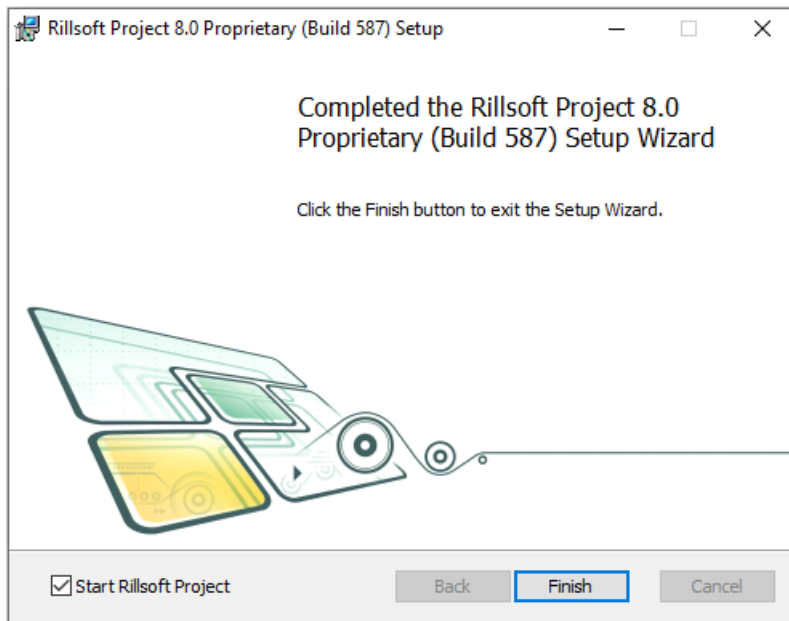 Rillsoft Project 8.0 Proprietary (Build 587) Setup
Completed the Rillsoft Project 8.0
Proprietary (Build 587) Setup Wizard
Click the Finish button to exit the Setup Wizard.
Start Rillsoft Project
Back
Finish
Cancel